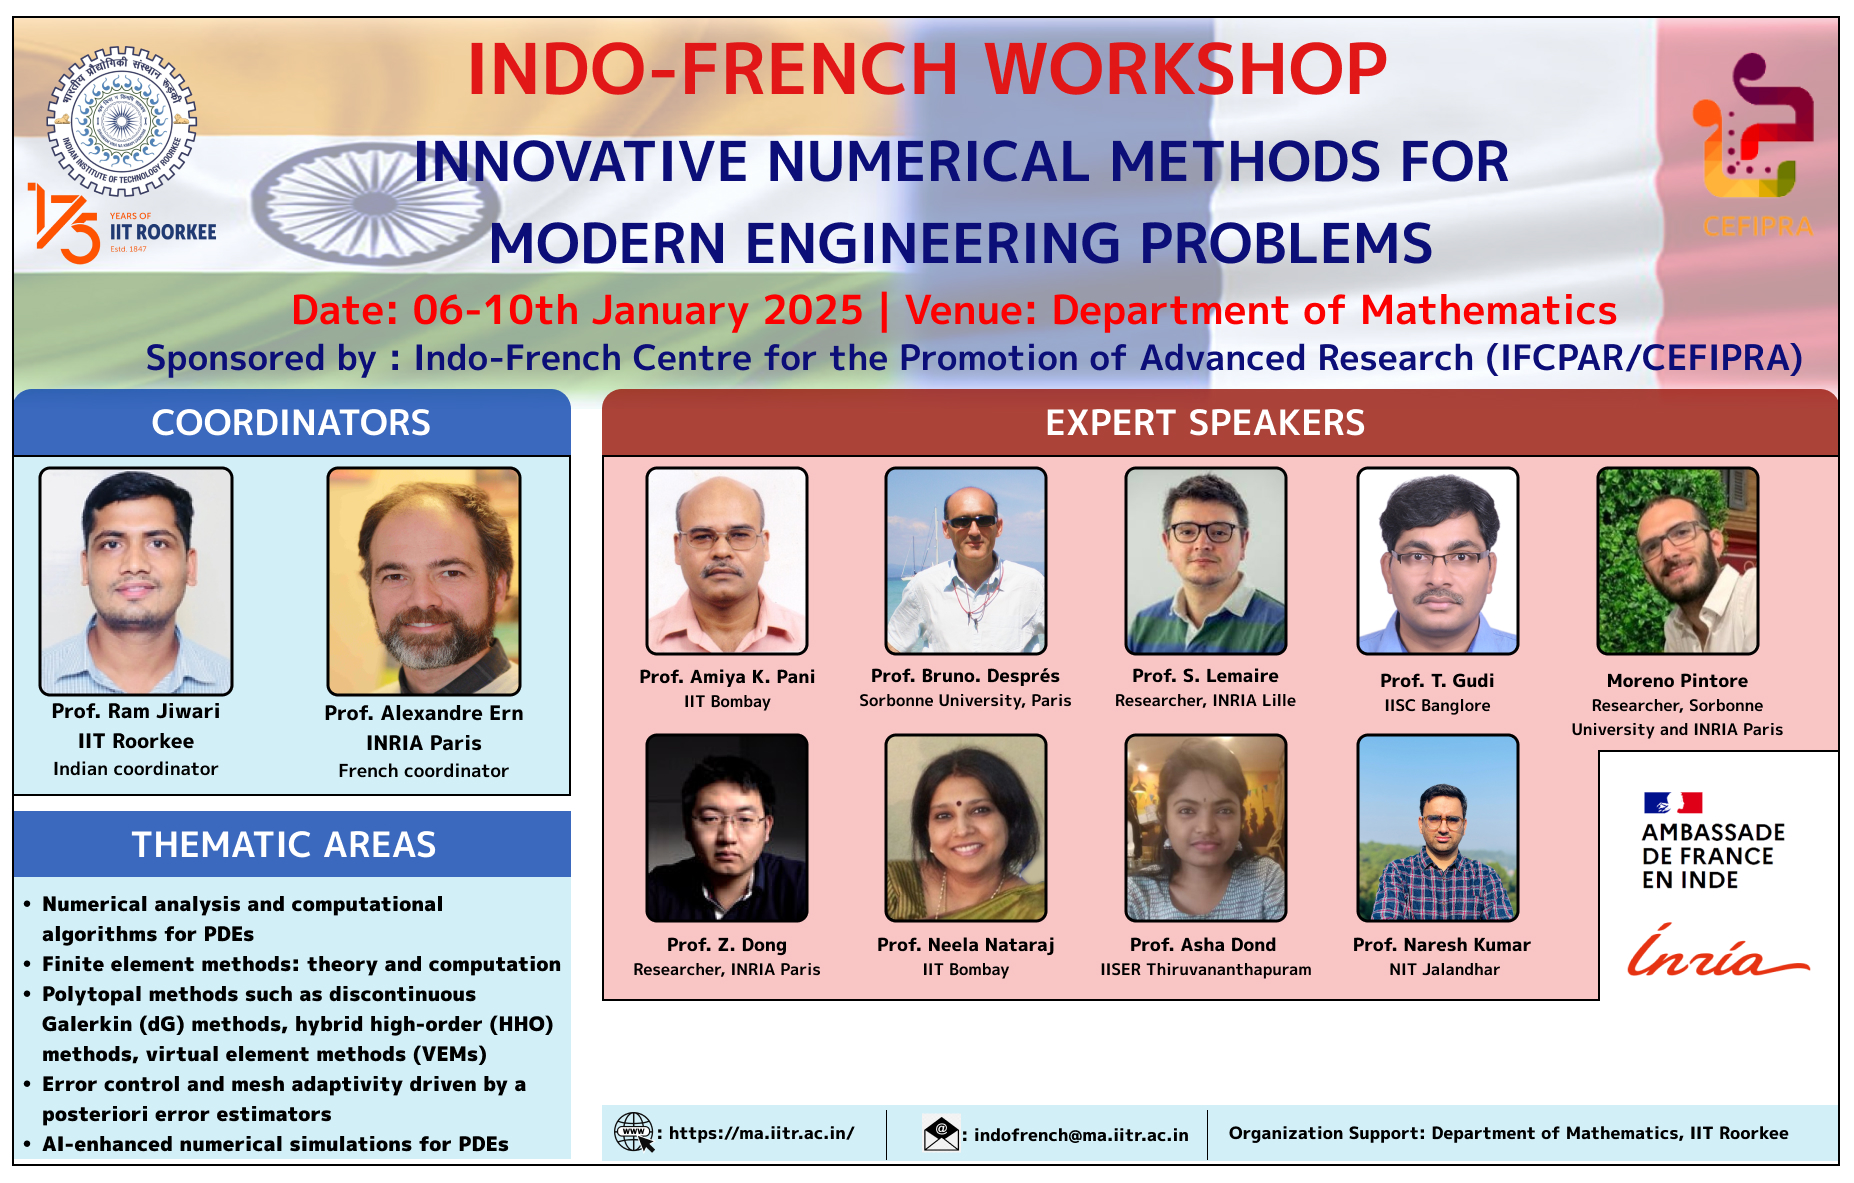 भारतीय प्रौद्योगिकी संस्थान रूड़की
INDIAN INSTITUTE OF TECHNOLOGY ROORKEE
175
YEARS OF
IIT ROORKEE
Estd. 1847
INDO-FRENCH WORKSHOP
INNOVATIVE NUMERICAL METHODS FOR
MODERN ENGINEERING PROBLEMS
CEFIPRA
Date: 06-10th January 2025 | Venue: Department of Mathematics
Sponsored by : Indo-French Centre for the Promotion of Advanced Research (IFCPAR/CEFIPRA)
COORDINATORS
Prof. Ram Jiwari
IIT Roorkee
Indian coordinator
Prof. Alexandre Ern
INRIA Paris
French coordinator
THEMATIC AREAS
• Numerical analysis and computational
algorithms for PDEs
• Finite element methods: theory and computation
• Polytopal methods such as discontinuous
Galerkin (dG) methods, hybrid high-order (HHO)
methods, virtual element methods (VEMs)
• Error control and mesh adaptivity driven by a
posteriori error estimators
• AI-enhanced numerical simulations for PDEs
EXPERT SPEAKERS
Prof. Amiya K. Pani
IIT Bombay
Prof. Bruno. Després
Sorbonne University, Paris
Prof. S. Lemaire
Researcher, INRIA Lille
Prof. T. Gudi
IISC Banglore
Moreno Pintore
Researcher, Sorbonne
University and INRIA Paris
Prof. Z. Dong
Researcher, INRIA Paris
Prof. Neela Nataraj
IIT Bombay
Prof. Asha Dond
IISER Thiruvananthapuram
Prof. Naresh Kumar
NIT Jalandhar
AMBASSADE
DE FRANCE
EN INDE
Inria
www : https://ma.iitr.ac.in/
@ : indofrench@ma.iitr.ac.in
Organization Support: Department of Mathematics, IIT Roorkee